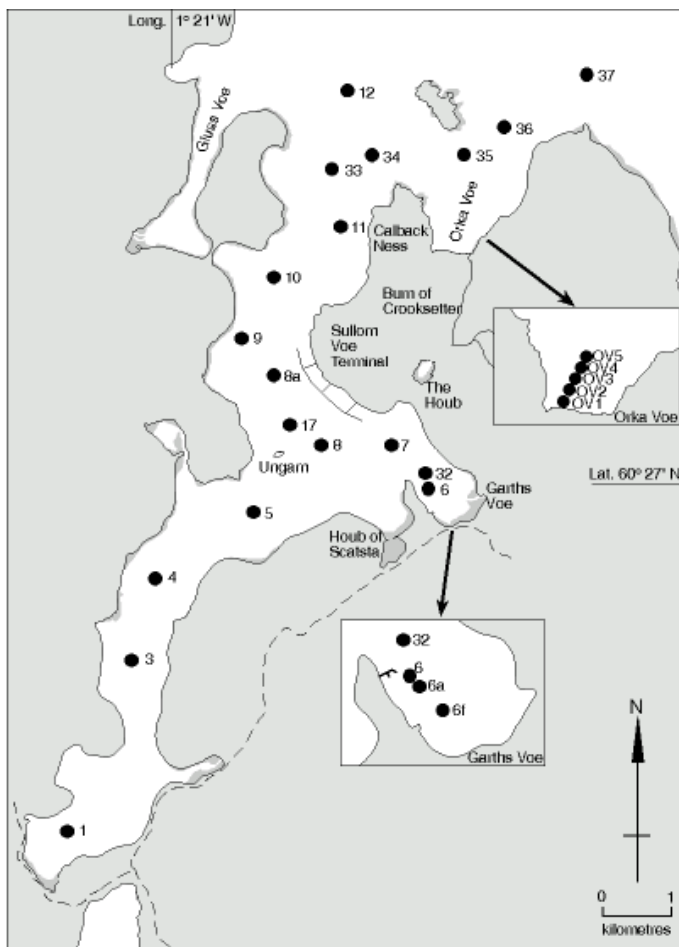 Long. 1° 21' W
37
12
Gluss Voe
36
34
35
33
Orka Voe
11
Calback
Ness
10
Burn of
Crooksetter
Sullom
Voe
Terminal
9
OV5
8a
OV4
The
Houb
OV3
OV2
OV1
Orka Voe
17
8
7
Ungam
32
Lat. 60° 27' N
6
Garths
Voe
5
Houb of
Scatsta
4
32
3
6
6a
N
6f
Garths Voe
1
0 1
kilometres